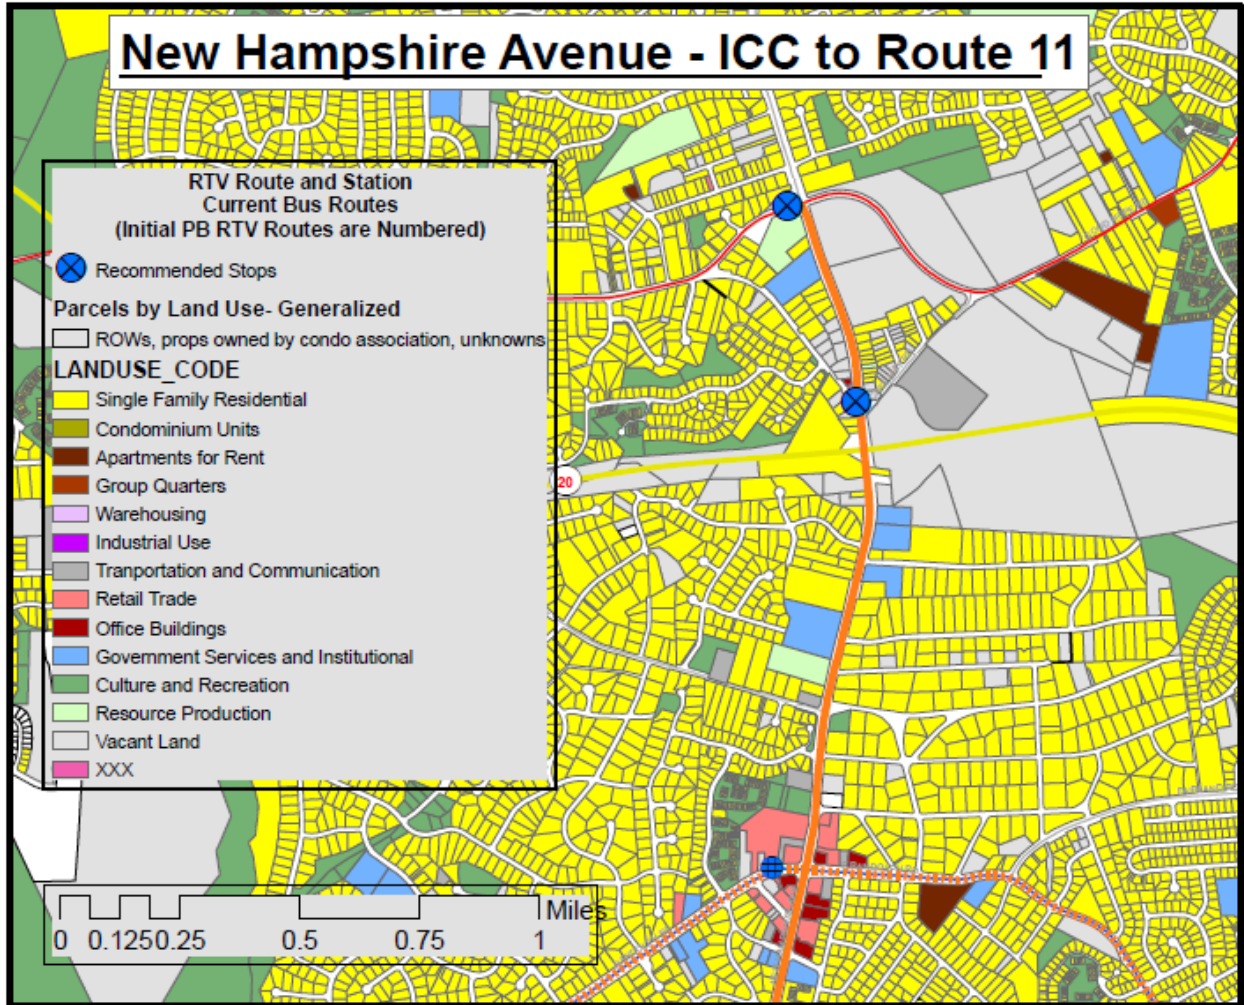 New Hampshire Avenue - ICC to Route 11
RTV Route and Station
Current Bus Routes
(Initial PB RTV Routes are Numbered)
Recommended Stops
Parcels by Land Use- Generalized
ROWs, props owned by condo association, unknowns
LANDUSE_CODE
Single Family Residential
Condominium Units
Apartments for Rent
Group Quarters
Warehousing
Industrial Use
Tranportation and Communication
Retail Trade
Office Buildings
Government Services and Institutional
Culture and Recreation
Resource Production
Vacant Land
XXX
20
Miles
0 0.125 0.25 0.5 0.75 1